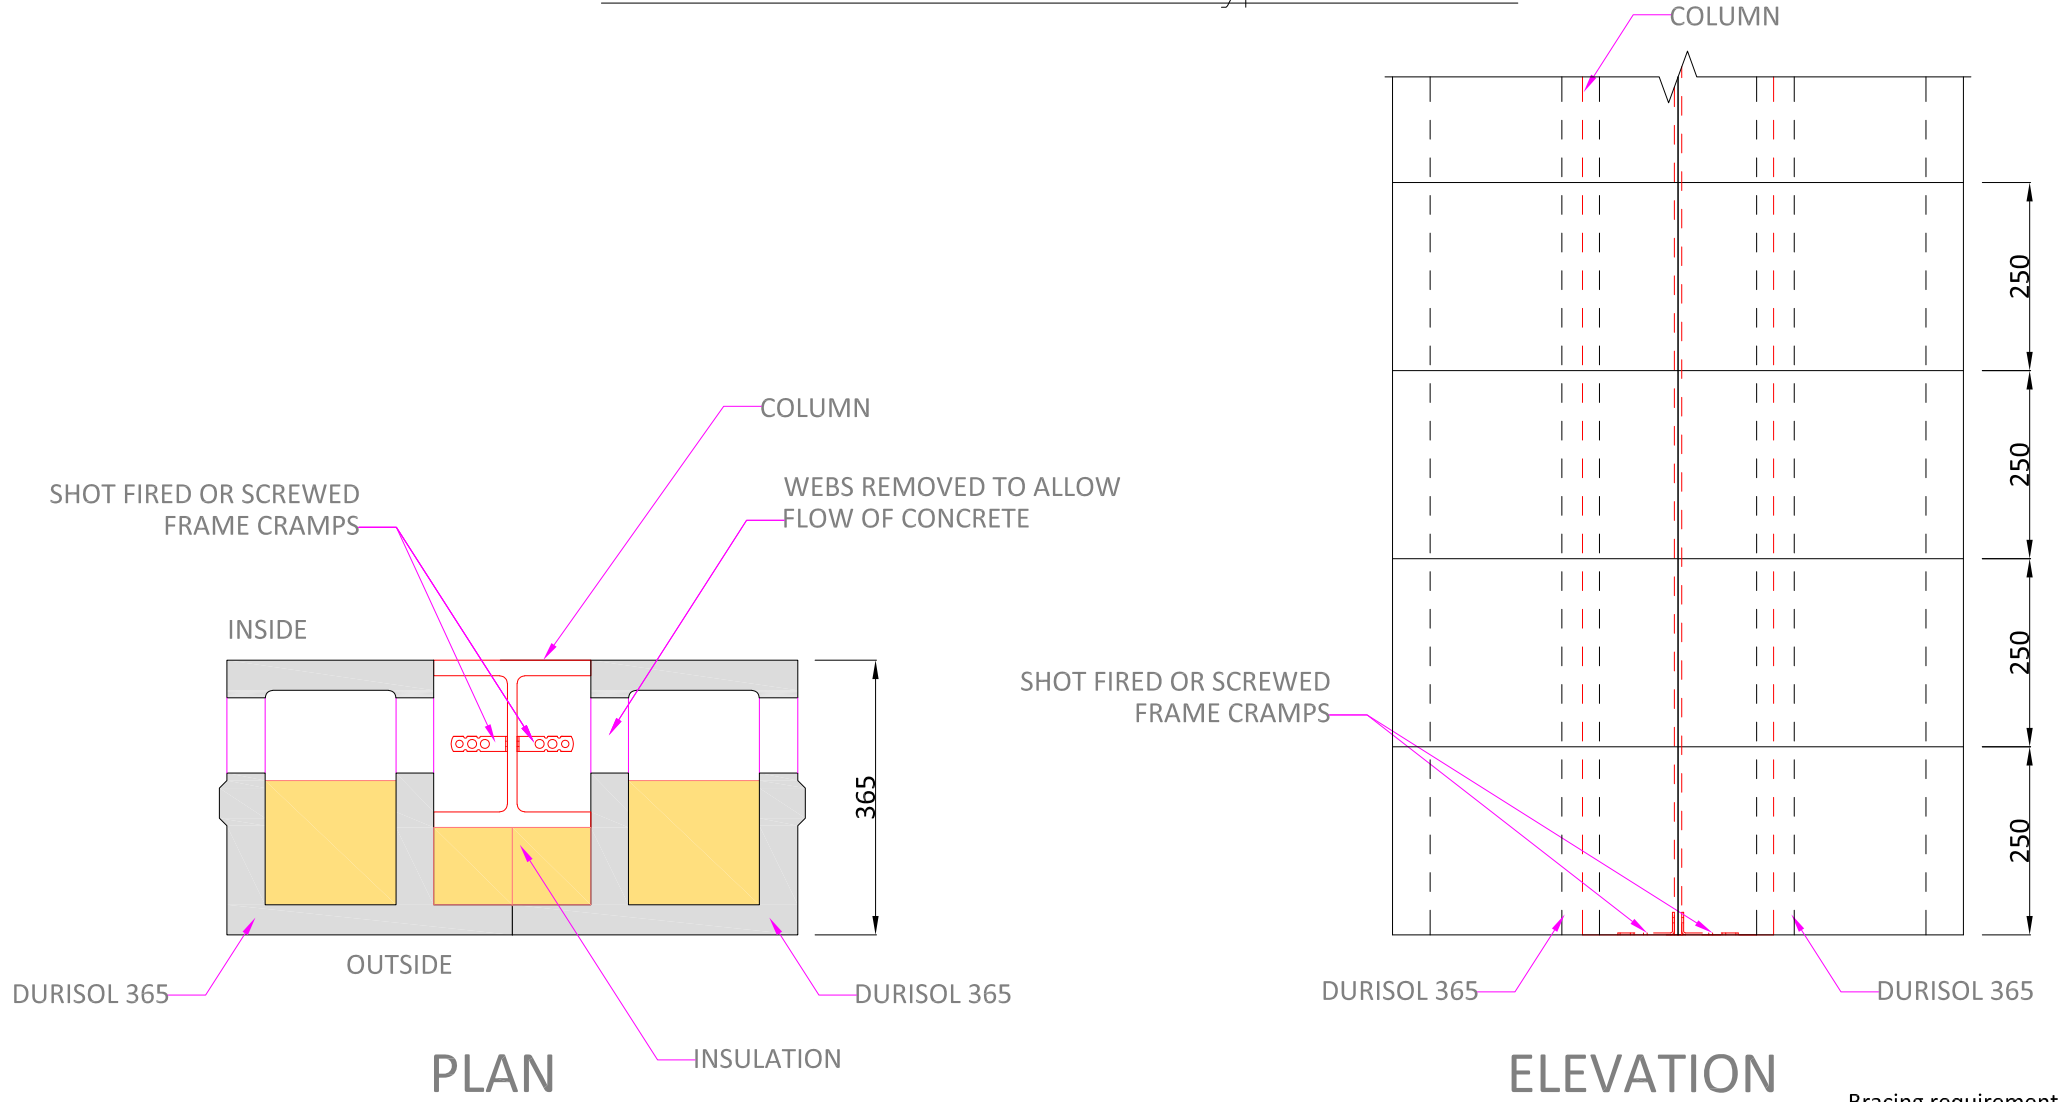 COLUMN
250
250
250
250
SHOT FIRED OR SCREWED
FRAME CRAMPS
DURISOL 365
DURISOL 365
ELEVATION
COLUMN
SHOT FIRED OR SCREWED
FRAME CRAMPS
WEBS REMOVED TO ALLOW
FLOW OF CONCRETE
INSIDE
365
OUTSIDE
DURISOL 365
DURISOL 365
INSULATION
PLAN
Bracing requirement